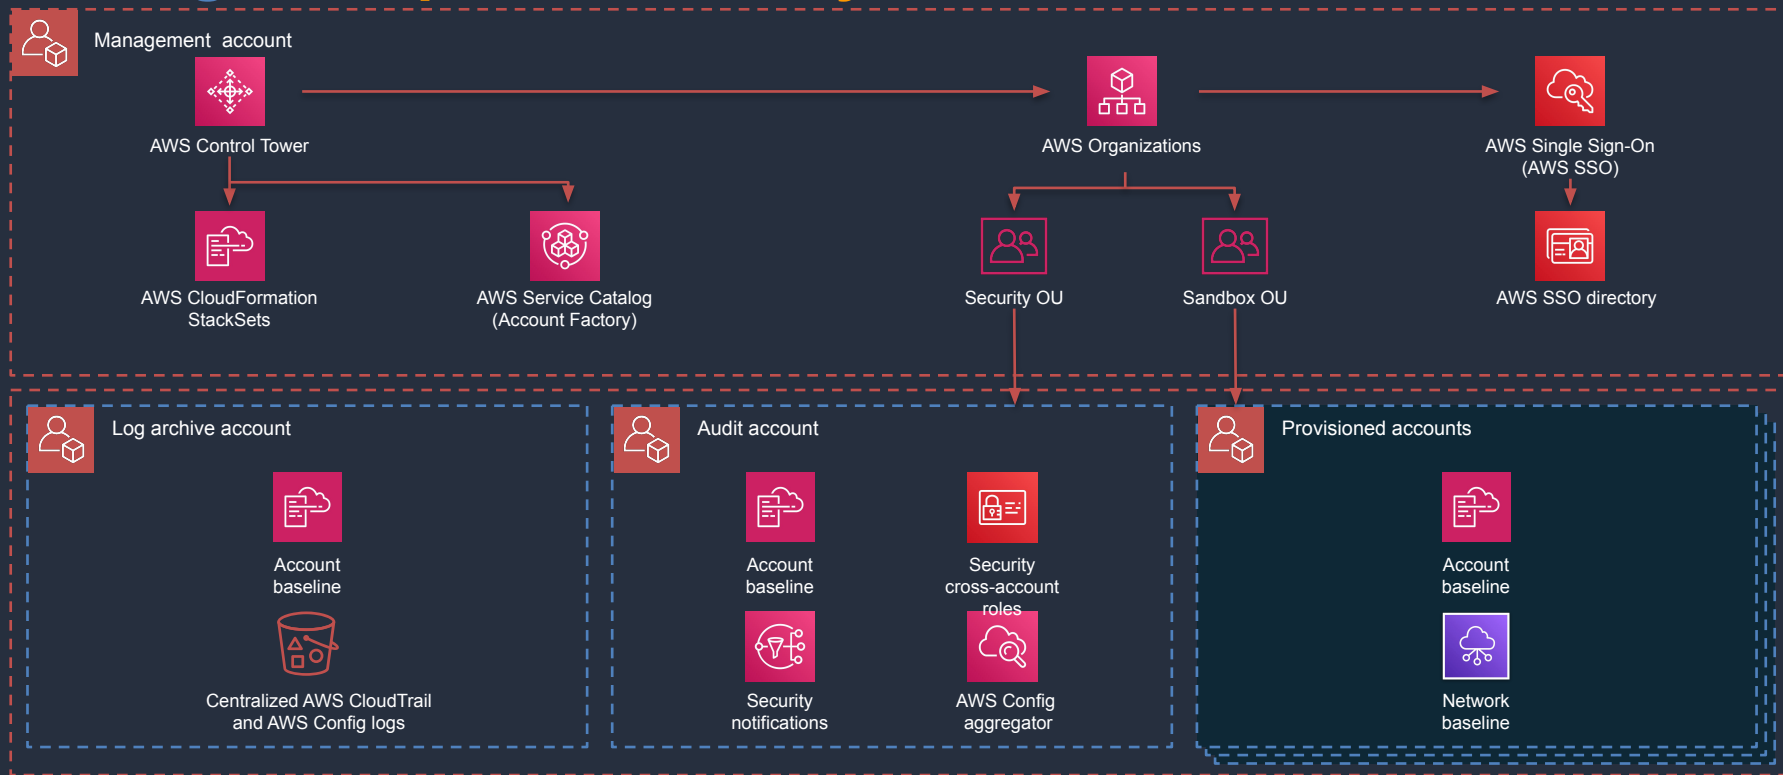 Management account
AWS Control Tower
AWS Organizations
AWS Single Sign-On
(AWS SSO)
AWS CloudFormation
StackSets
AWS Service Catalog
(Account Factory)
Security OU
Sandbox OU
AWS SSO directory
Log archive account
Account
baseline
Centralized AWS CloudTrail
and AWS Config logs
Audit account
Account
baseline
Security
cross-account
roles
Security
notifications
AWS Config
aggregator
Provisioned accounts
Account
baseline
Network
baseline